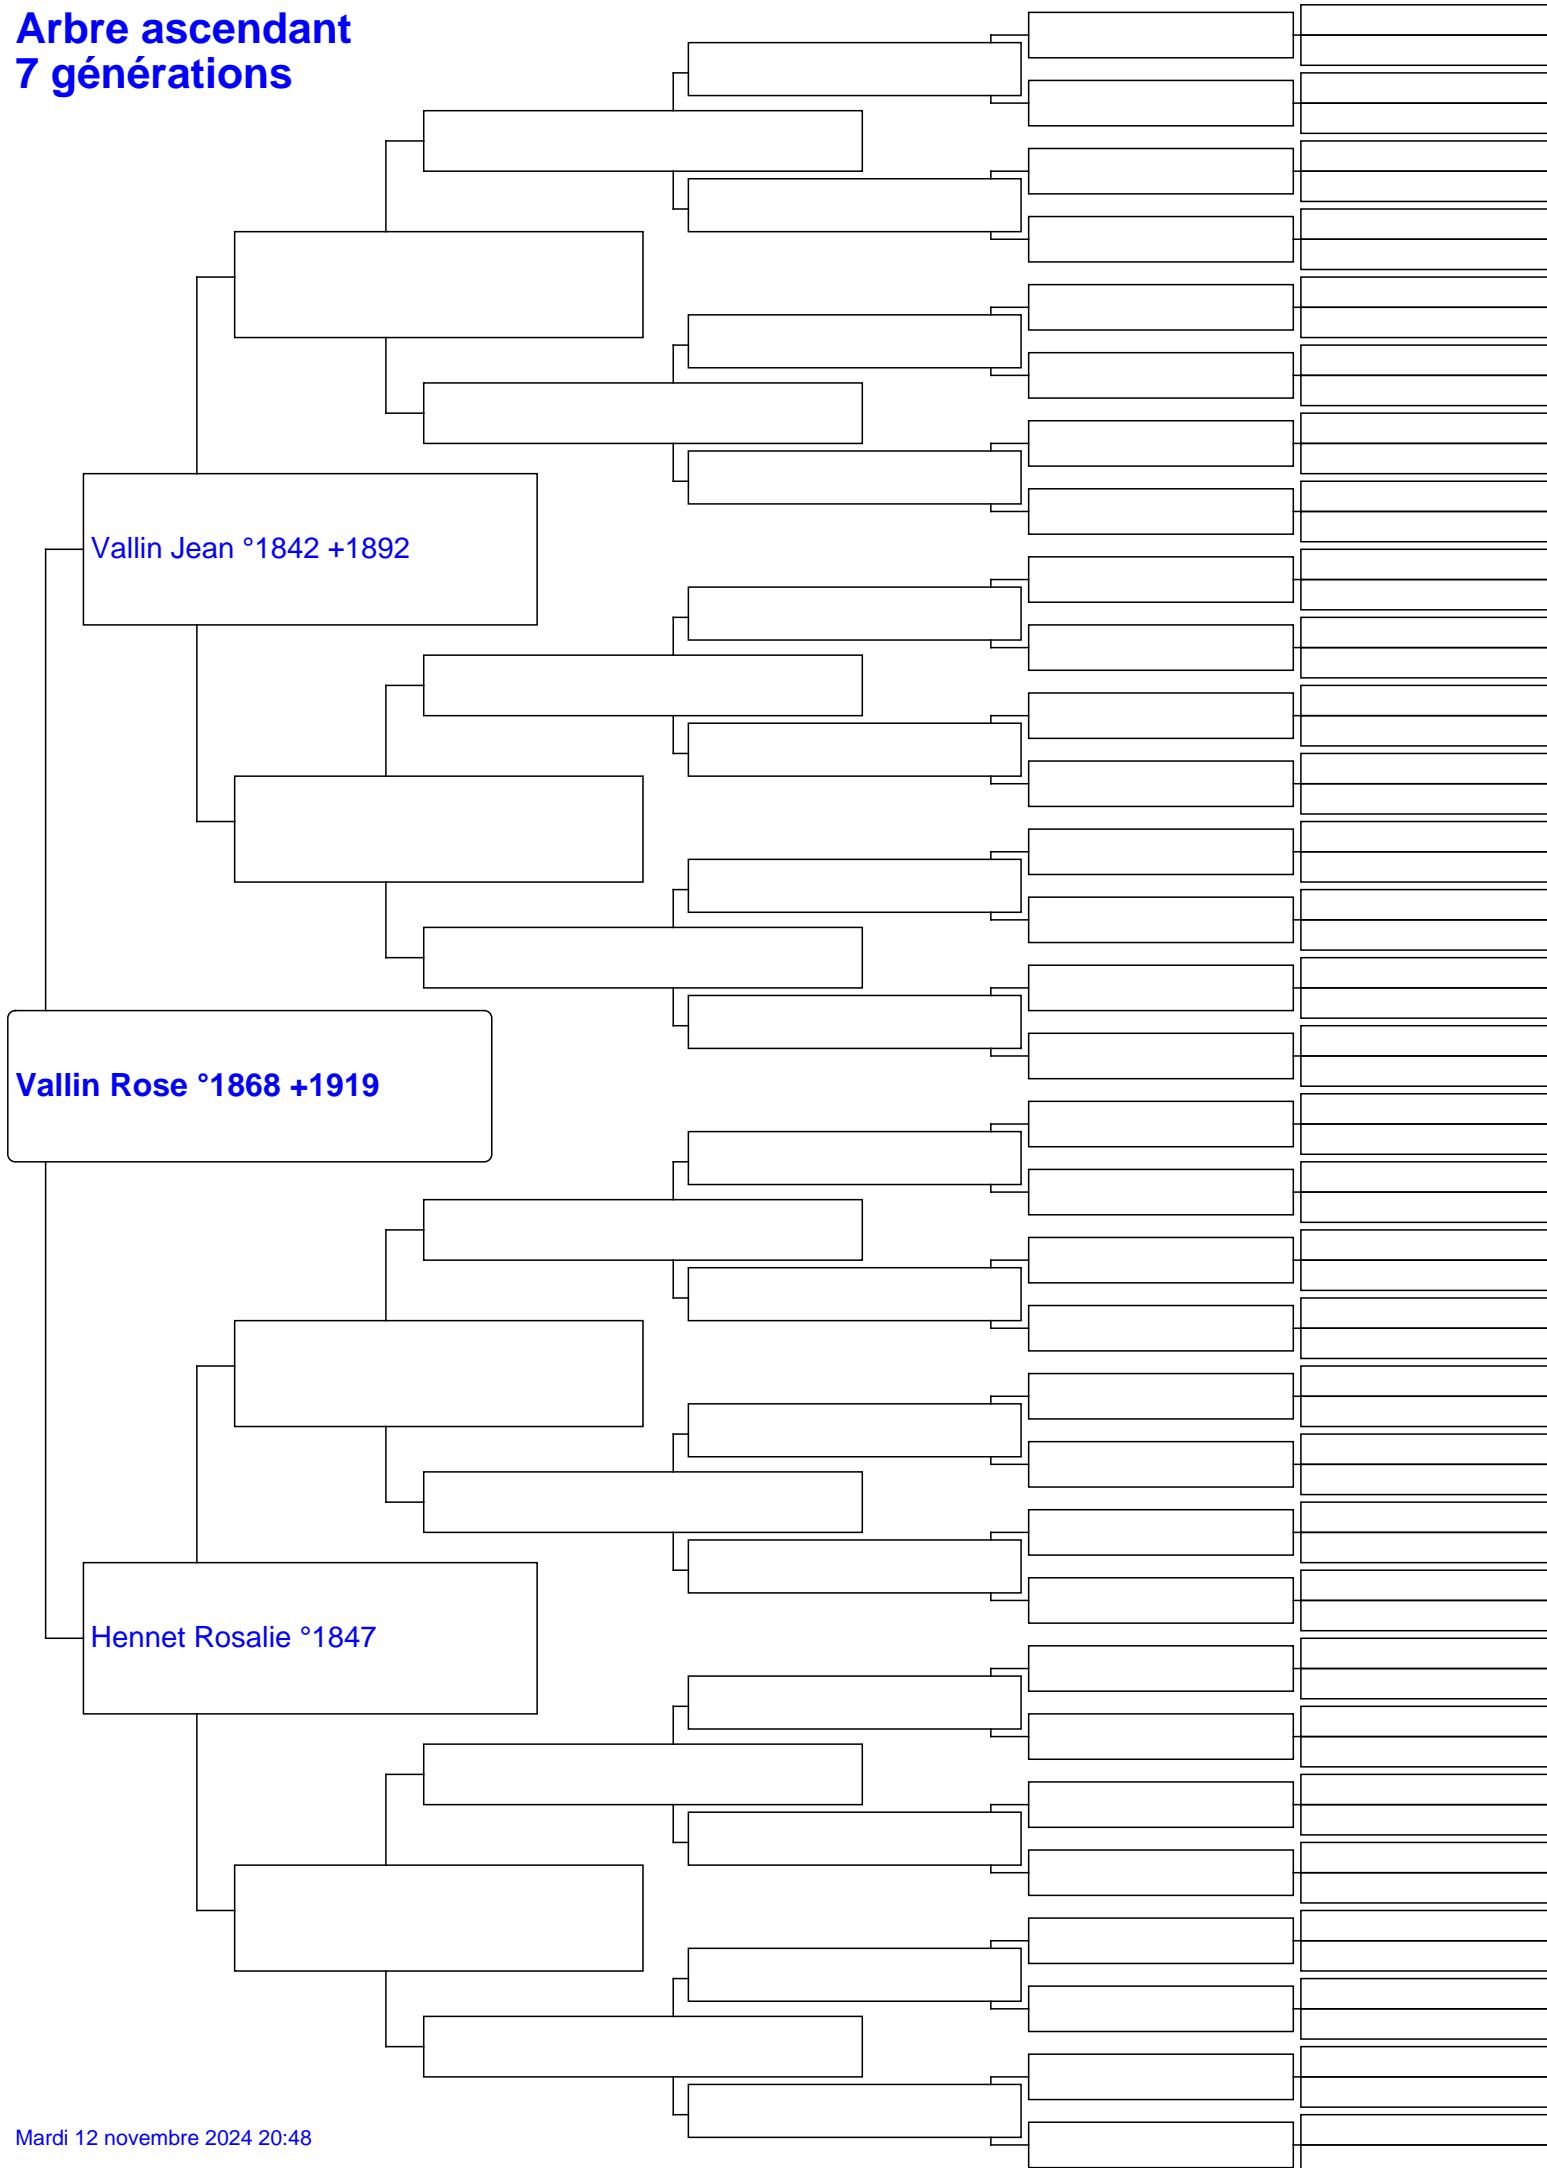 Arbre ascendant
7 générations
Vallin Jean °1842 +1892
Vallin Rose °1868 +1919
Hennet Rosalie °1847
Mardi 12 novembre 2024 20:48